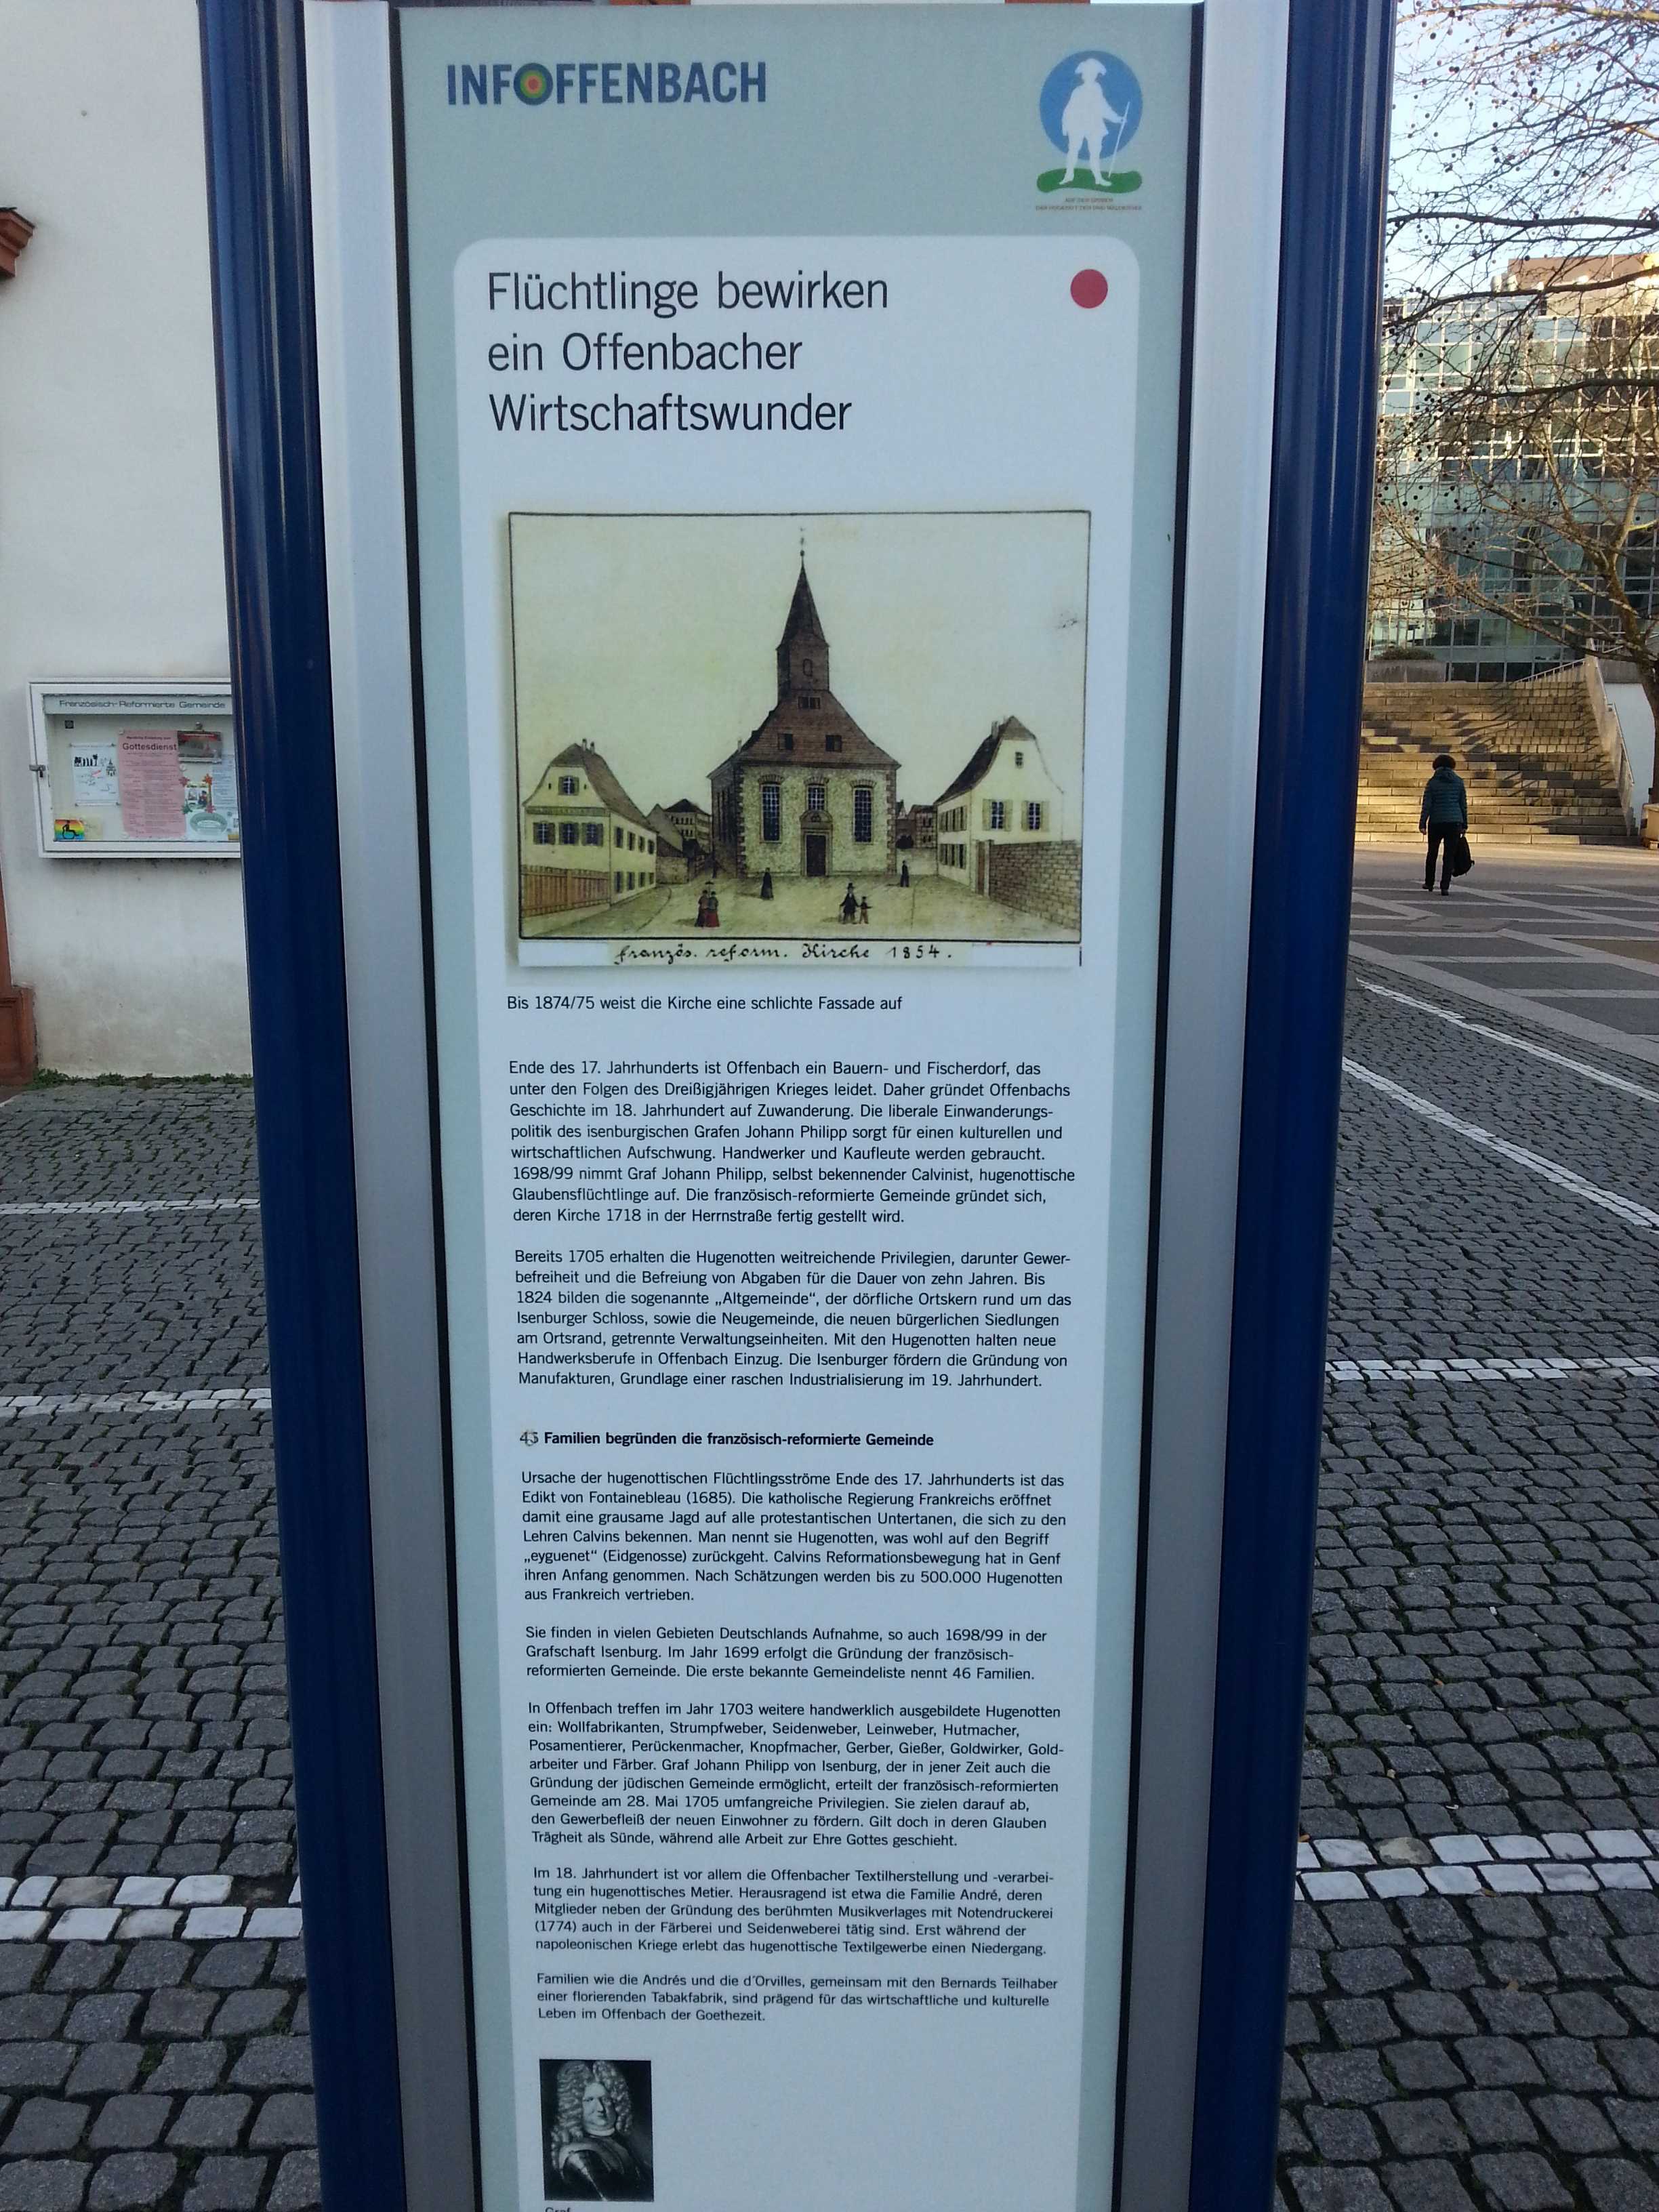 INFOFFENBACH
Flüchtlinge bewirken
ein Offenbacher
Wirtschaftswunder
französ. reform. Kirche 1854.
Bis 1874/75 weist die Kirche eine schlichte Fassade auf
Ende des 17. Jahrhunderts ist Offenbach ein Bauern- und Fischerdorf, das
unter den Folgen des Dreißigjährigen Krieges leidet. Daher gründet Offenbachs
Geschichte im 18. Jahrhundert auf Zuwanderung. Die liberale Einwanderungs-
politik des isenburgischen Grafen Johann Philipp sorgt für einen kulturellen und
wirtschaftlichen Aufschwung. Handwerker und Kaufleute werden gebraucht.
1698/99 nimmt Graf Johann Philipp, selbst bekennender Calvinist, hugenottische
Glaubensflüchtlinge auf. Die französisch-reformierte Gemeinde gründet sich,
deren Kirche 1718 in der Herrnstraße fertig gestellt wird.
Bereits 1705 erhalten die Hugenotten weitreichende Privilegien, darunter Gewer-
befreiheit und die Befreiung von Abgaben für die Dauer von zehn Jahren. Bis
1824 bilden die sogenannte „Altgemeinde“, der dörfliche Ortskern rund um das
Isenburger Schloss, sowie die Neugemeinde, die neuen bürgerlichen Siedlungen
am Ortsrand, getrennte Verwaltungseinheiten. Mit den Hugenotten halten neue
Handwerksberufe in Offenbach Einzug. Die Isenburger fördern die Gründung von
Manufakturen, Grundlage einer raschen Industrialisierung im 19. Jahrhundert.
Familien begründen die französisch-reformierte Gemeinde
Ursache der hugenottischen Flüchtlingsströme Ende des 17. Jahrhunderts ist das
Edikt von Fontainebleau (1685). Die katholische Regierung Frankreichs eröffnet
damit eine grausame Jagd auf alle protestantischen Untertanen, die sich zu den
Lehren Calvins bekennen. Man nennt sie Hugenotten, was wohl auf den Begriff
„eyguenet“ (Eidgenosse) zurückgeht. Calvins Reformationsbewegung hat in Genf
ihren Anfang genommen. Nach Schätzungen werden bis zu 500.000 Hugenotten
aus Frankreich vertrieben.
Sie finden in vielen Gebieten Deutschlands Aufnahme, so auch 1698/99 in der
Grafschaft Isenburg. Im Jahr 1699 erfolgt die Gründung der französisch-
reformierten Gemeinde. Die erste bekannte Gemeindeliste nennt 46 Familien.
In Offenbach treffen im Jahr 1703 weitere handwerklich ausgebildete Hugenotten
ein: Wollfabrikanten, Strumpfweber, Seidenweber, Leinweber, Hutmacher,
Posamentierer, Perückenmacher, Knopfmacher, Gerber, Gießer, Goldwirker, Gold-
arbeiter und Färber. Graf Johann Philipp von Isenburg, der in jener Zeit auch die
Gründung der jüdischen Gemeinde ermöglicht, erteilt der französisch-reformierten
Gemeinde am 28. Mai 1705 umfangreiche Privilegien. Sie zielen darauf ab,
den Gewerbefleiß der neuen Einwohner zu fördern. Gilt doch in deren Glauben
Trägheit als Sünde, während alle Arbeit zur Ehre Gottes geschieht.
Im 18. Jahrhundert ist vor allem die Offenbacher Textilherstellung und -verarbei-
tung ein hugenottisches Metier. Herausragend ist etwa die Familie André, deren
Mitglieder neben der Gründung des berühmten Musikverlages mit Notendruckerei
(1774) auch in der Färberei und Seidenweberei tätig sind. Erst während der
napoleonischen Kriege erlebt das hugenottische Textilgewerbe einen Niedergang.
Familien wie die Andrés und die d'Orvilles, gemeinsam mit den Bernards Teilhaber
einer florierenden Tabakfabrik, sind prägend für das wirtschaftliche und kulturelle
Leben im Offenbach der Goethezeit.
Französisch-Reformierte Gemeinde
Gottesdienst